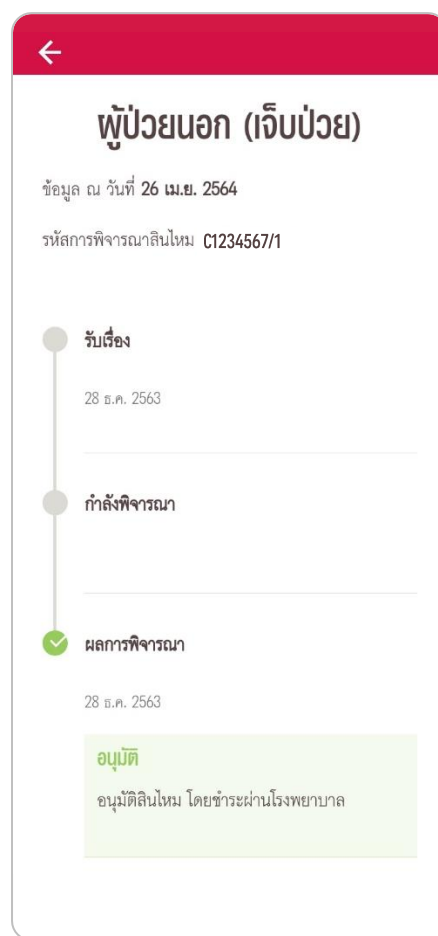 ผู้ป่วยนอก (เจ็บป่วย)
ข้อมูล ณ วันที่ 26 เม.ย. 2564
รหัสการพิจารณาสินไหม C1234567/1
รับเรื่อง
28 ธ.ค. 2563
กำลังพิจารณา
ผลการพิจารณา
28 ธ.ค. 2563
อนุมัติ
อนุมัติสินไหม โดยชำระผ่านโรงพยาบาล